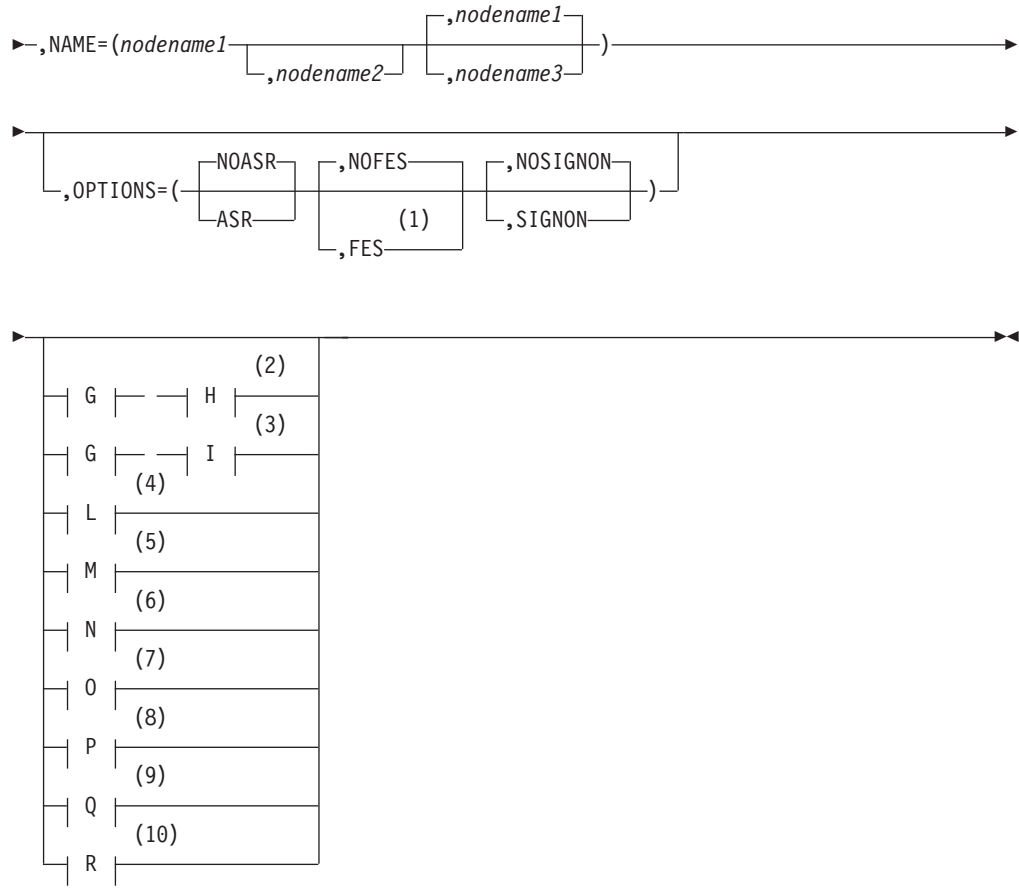 ,nodename1
,NAME=(nodename1 )
,nodename2 ,nodename3
NOASR ,NOFES ,NOSIGNON
,OPTIONS=( )
ASR (1) ,SIGNON
,FES
(2)
G H
(3)
G I
(4)
L
(5)
M
(6)
N
(7)
O
(8)
P
(9)
Q
(10)
R